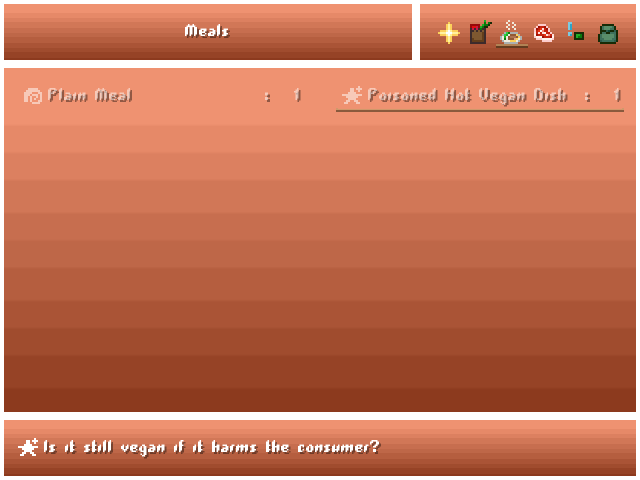 Meals
Plain Meal : 1
Poisoned Hot Vegan Dish : 1
Is it still vegan if it harms the consumer?